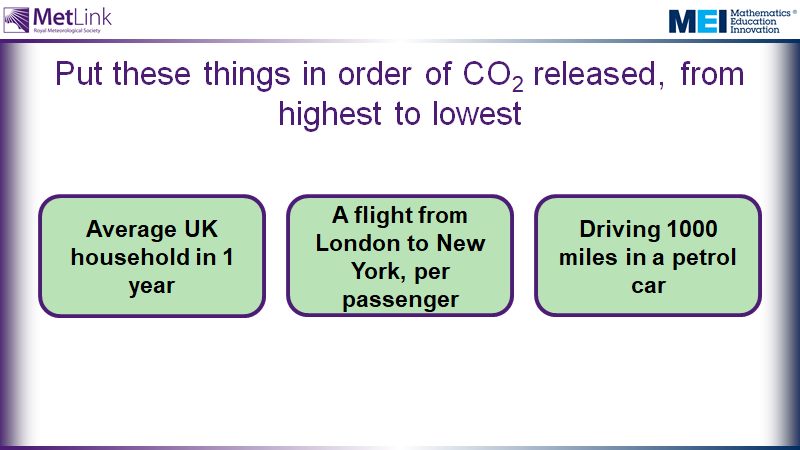 MetLink
Royal Meteorological Society
MEI
Mathematics
Education
Innovation
®
Put these things in order of CO₂ released, from
highest to lowest
Average UK
household in 1
year
A flight from
London to New
York, per
passenger
Driving 1000
miles in a petrol
car